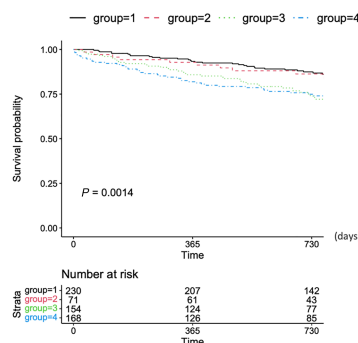 group=1 group=2 group=3 group=4
Survival probability
1.00
0.75
0.50
0.25
0.00
P = 0.0014
0 365 730
(days
Time
Number at risk
Strata
group=1 230 207 142
group=2 71 61 43
group=3 154 124 77
group=4 168 126 85
0 365 730
Time